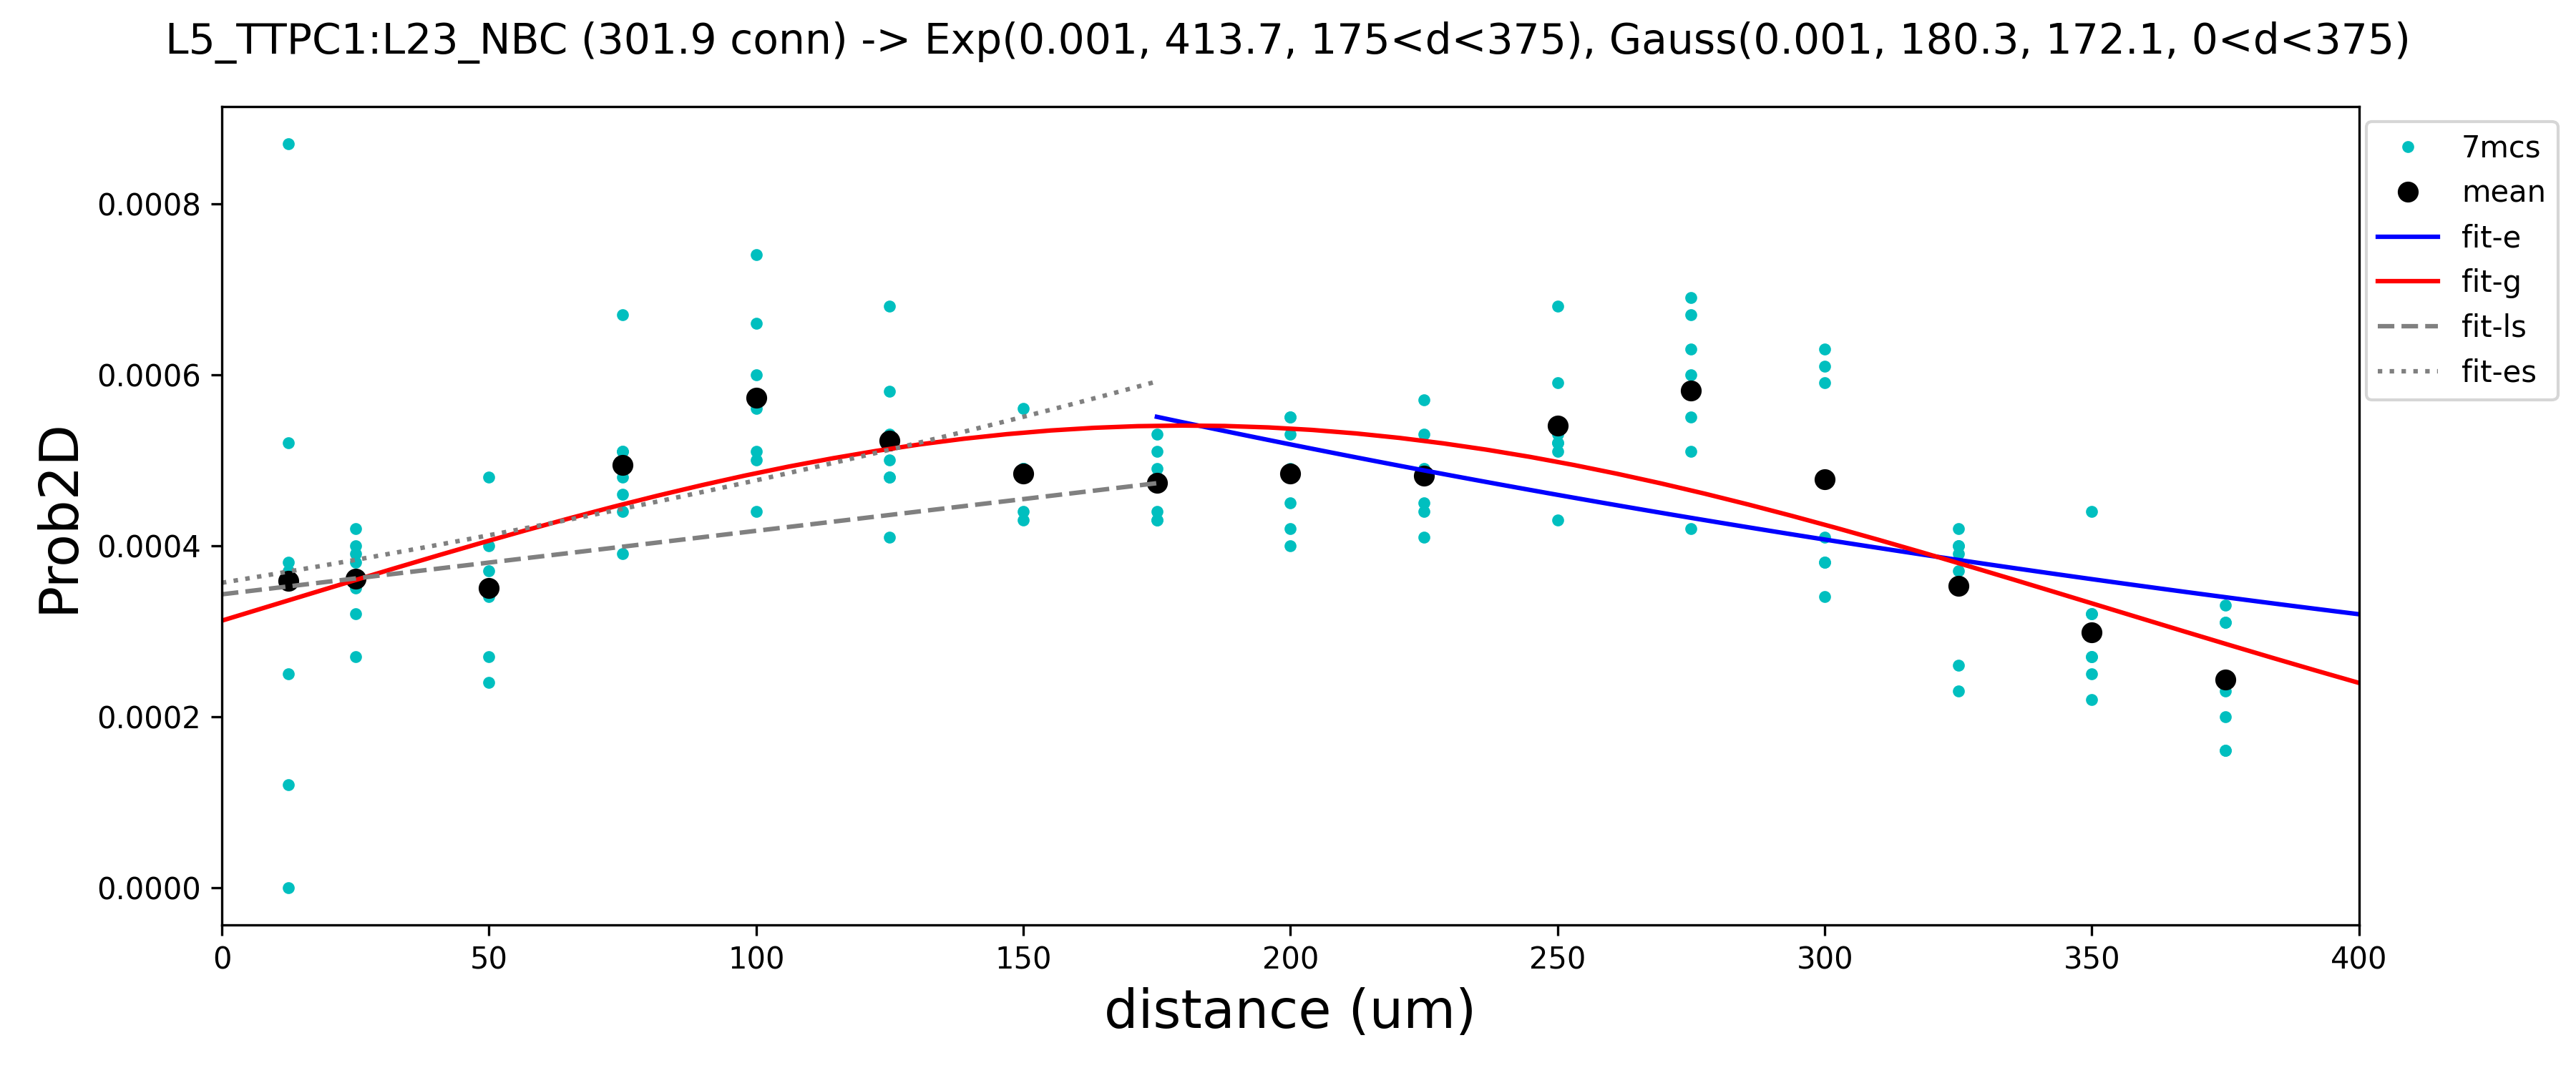 L5_TTPC1:L23_NBC (301.9 conn) -> Exp(0.001, 413.7, 175<d<375), Gauss(0.001, 180.3, 172.1, 0<d<375)
Prob2D
0.0008
0.0006
0.0004
0.0002
0.0000
0 50 100 150 200 250 300 350 400
distance (um)
7mcs
mean
fit-e
fit-g
fit-ls
fit-es